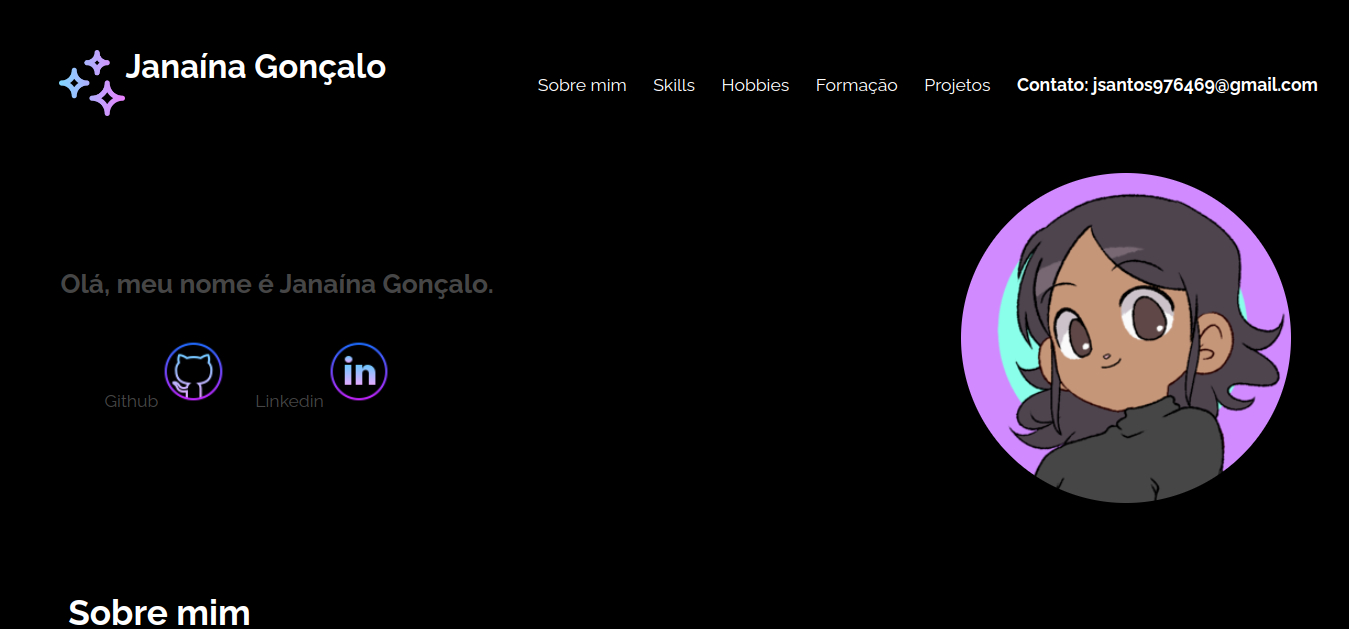 Janaína Gonçalo
Sobre mim Skills Hobbies Formação Projetos Contato: jsantos976469@gmail.com
Olá, meu nome é Janaína Gonçalo.
Github Linkedin
in
Sobre mim